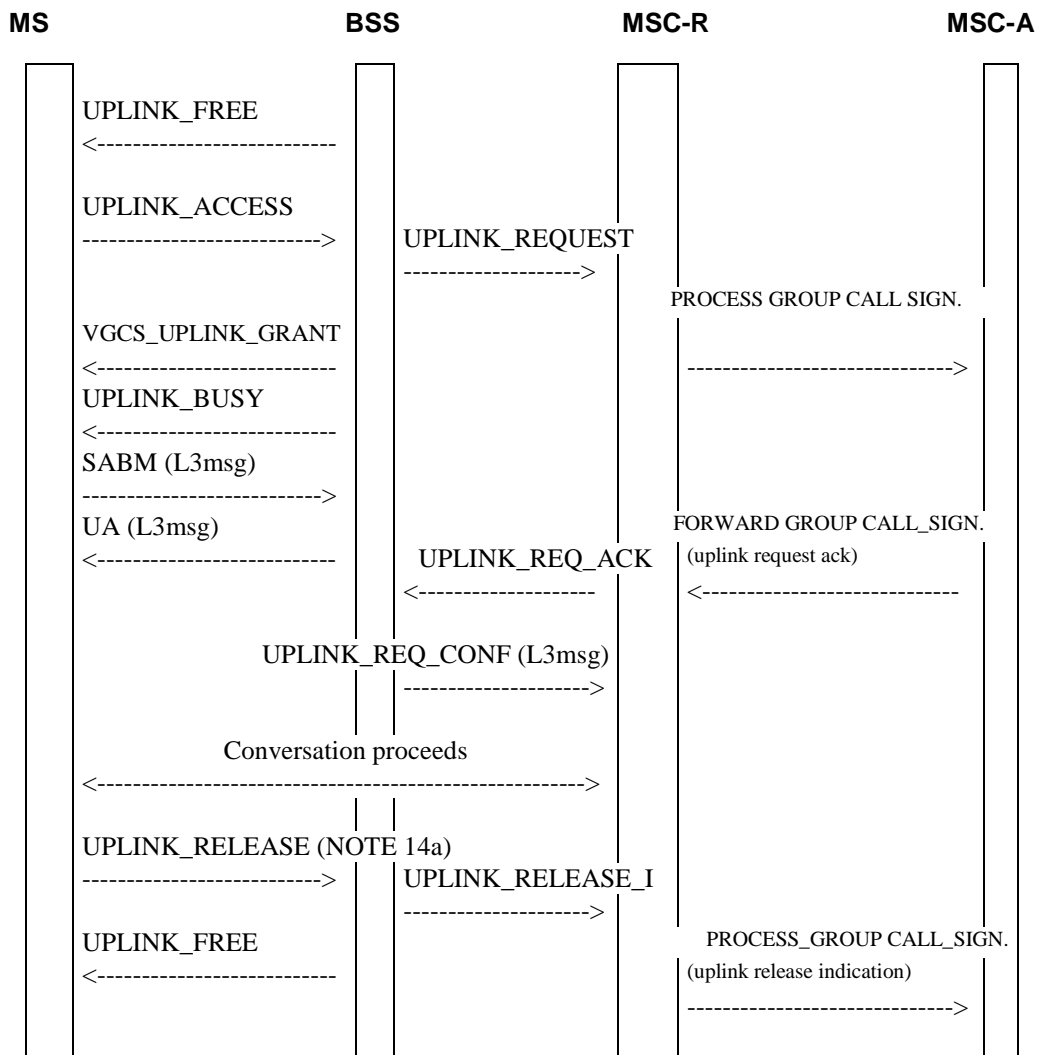 MS BSS MSC-R MSC-A
UPLINK_FREE
<---------------------------
UPLINK_ACCESS
---------------------------> UPLINK_REQUEST
-------------------->
PROCESS GROUP CALL SIGN.
VGCS_UPLINK_GRANT
<--------------------------- ------------------------------>
UPLINK_BUSY
<---------------------------
SABM (L3msg)
--------------------------->
UA (L3msg) FORWARD GROUP CALL_SIGN.
<--------------------------- UPLINK_REQ_ACK (uplink request ack)
<-------------------- <-----------------------------
UPLINK_REQ_CONF (L3msg)
--------------------->
Conversation proceeds
<------------------------------------------------------->
UPLINK_RELEASE (NOTE 14a)
---------------------------> UPLINK_RELEASE_I
--------------------->
UPLINK_FREE PROCESS_GROUP CALL_SIGN.
<--------------------------- (uplink release indication)
------------------------------>